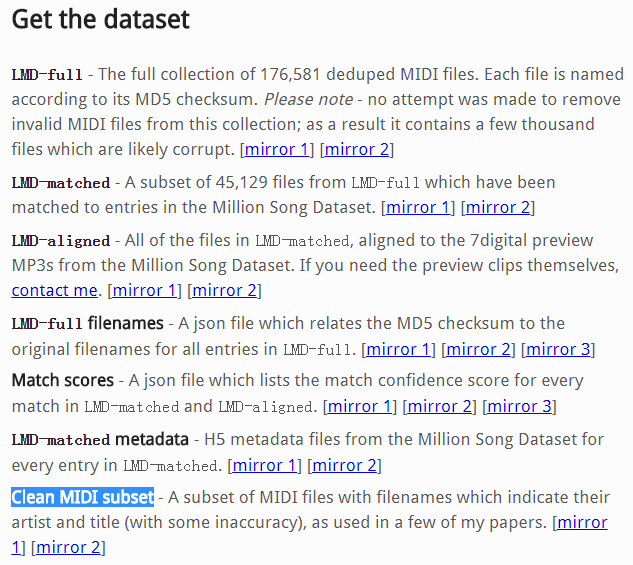 Get the dataset
LMD-full - The full collection of 176,581 deduped MIDI files. Each file is named
according to its MD5 checksum. Please note - no attempt was made to remove
invalid MIDI files from this collection; as a result it contains a few thousand
files which are likely corrupt. [mirror 1] [mirror 2]
LMD-matched - A subset of 45,129 files from LMD-full which have been
matched to entries in the Million Song Dataset. [mirror 1] [mirror 2]
LMD-aligned - All of the files in LMD-matched, aligned to the 7digital preview
MP3s from the Million Song Dataset. If you need the preview clips themselves,
contact me. [mirror 1] [mirror 2]
LMD-full filenames - A json file which relates the MD5 checksum to the
original filenames for all entries in LMD-full. [mirror 1] [mirror 2] [mirror 3]
Match scores - A json file which lists the match confidence score for every
match in LMD-matched and LMD-aligned. [mirror 1] [mirror 2] [mirror 3]
LMD-matched metadata - H5 metadata files from the Million Song Dataset for
every entry in LMD-matched. [mirror 1] [mirror 2]
Clean MIDI subset - A subset of MIDI files with filenames which indicate their
artist and title (with some inaccuracy), as used in a few of my papers. [mirror
1] [mirror 2]